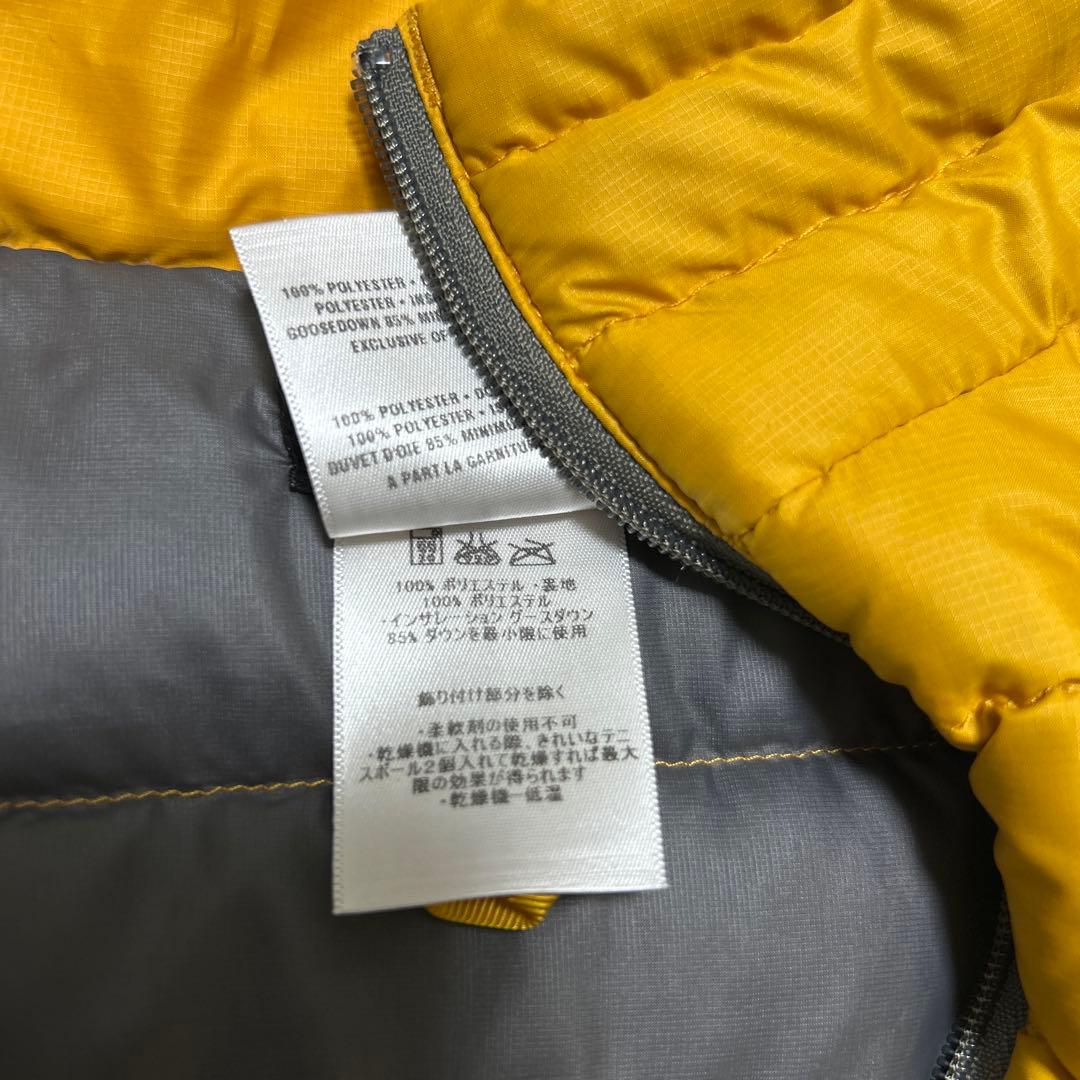 100% POLYESTER •
POLYESTER • INS
GOOSEDOWN 85% MI
EXCLUSIVE OF
100% POLYESTER • DO
100% POLYESTER • IS
DUVET D'OIE 85% MINIMU
A PART LA GARNITU
100% ポリエステル・裏地
100% ポリエステル
・インサレーショングースダウン
85% ダウンを最小限に使用
飾り付け部分を除く
・柔軟剤の使用不可
・乾燥機に入れる際、きれいなテニ
スボール2個入れて乾燥すれば最大
限の効果が得られます
・乾燥機―低温